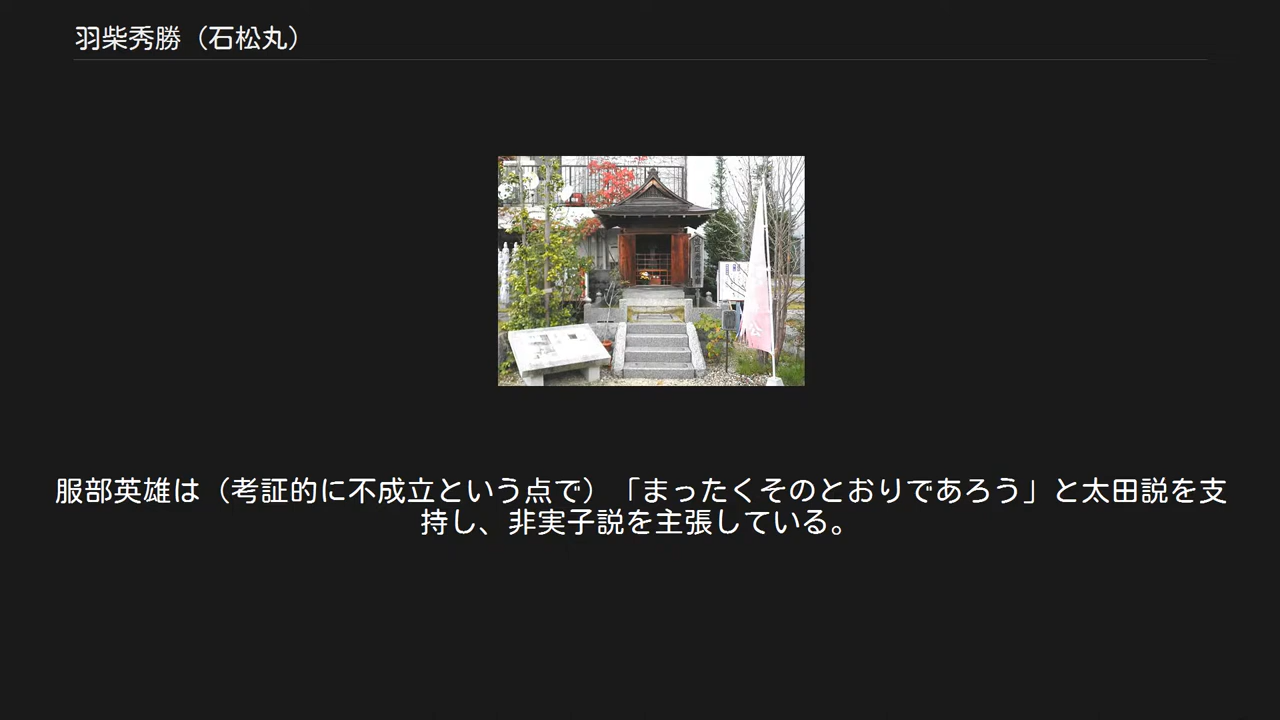 羽柴秀勝（石松丸）
服部英雄は（考証的に不成立という点で）「まったくそのとおりであろう」と太田説を支
持し、非実子説を主張している。